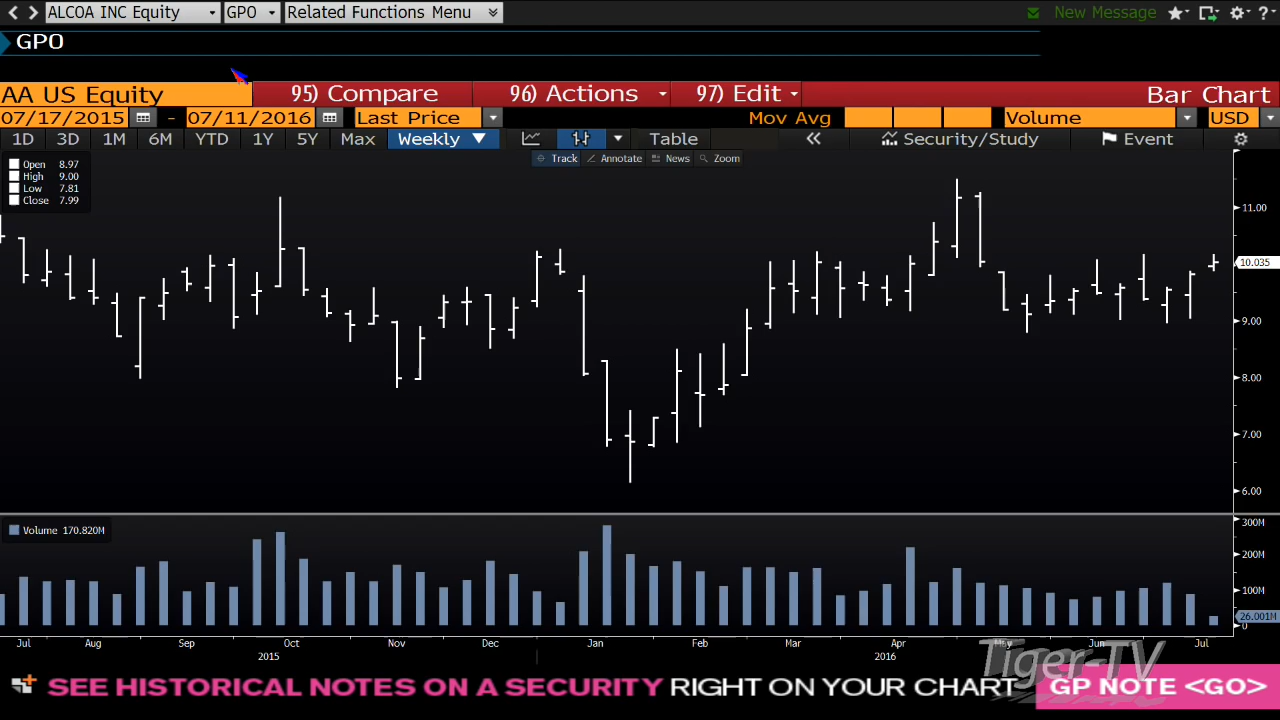 ALCOA INC Equity GPO Related Functions Menu New Message ?
GPO
AA US Equity 95) Compare 96) Actions 97) Edit Bar Chart
07/17/2015 - 07/11/2016 Last Price Mov Avg Volume USD
1D 3D 1M 6M YTD 1Y 5Y Max Weekly Table Security/Study Event
Track Annotate News Zoom
Open 8.97
High 9.00
Low 7.81
Close 7.99
11.00
10.035
9.00
8.00
7.00
6.00
Volume 170.820M
300M
200M
100M
26.001M
0
Jul Aug Sep Oct Nov Dec Jan Feb Mar Apr May Jun Jul
2015 2016
Tiger-TV
SEE HISTORICAL NOTES ON A SECURITY RIGHT ON YOUR CHART GP NOTE <GO>